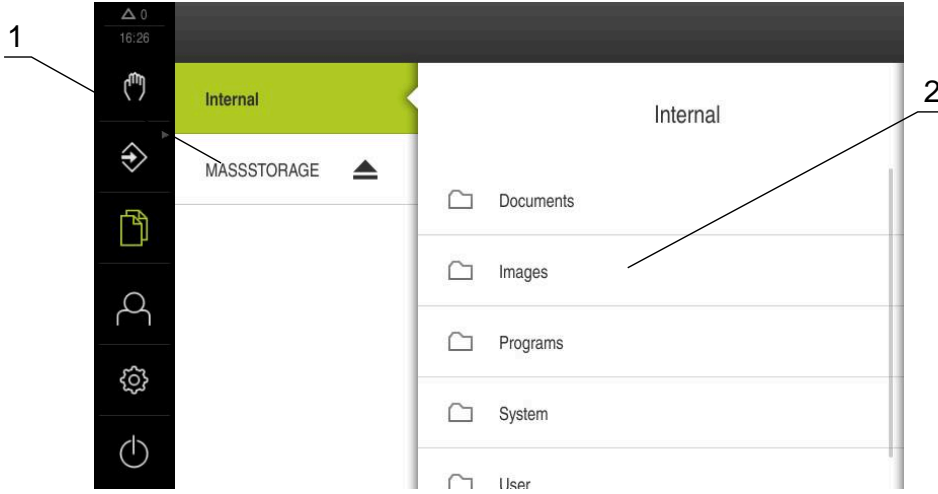 0
16:26
1
2
Internal
MASSSTORAGE
Internal
Documents
Images
Programs
System
User